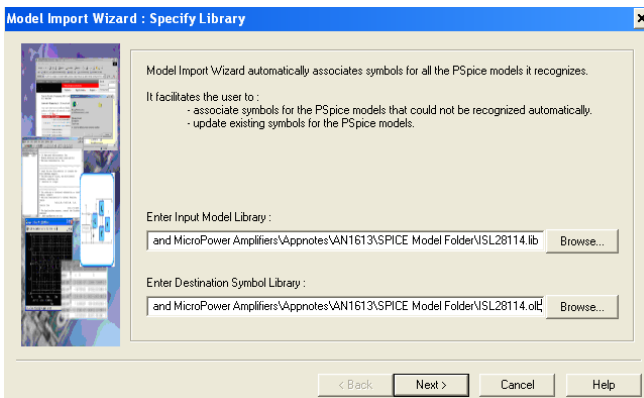 Model Import Wizard : Specify Library
Model Import Wizard automatically associates symbols for all the PSpice models it recognizes.
It facilitates the user to :
- associate symbols for the PSpice models that could not be recognized automatically.
- update existing symbols for the PSpice models.
Enter Input Model Library :
and MicroPower Amplifiers\Appnotes\AN1613\SPICE Model Folder\ISL28114.lib
Browse...
Enter Destination Symbol Library :
and MicroPower Amplifiers\Appnotes\AN1613\SPICE Model Folder\ISL28114.olb
Browse...
< Back
Next >
Cancel
Help